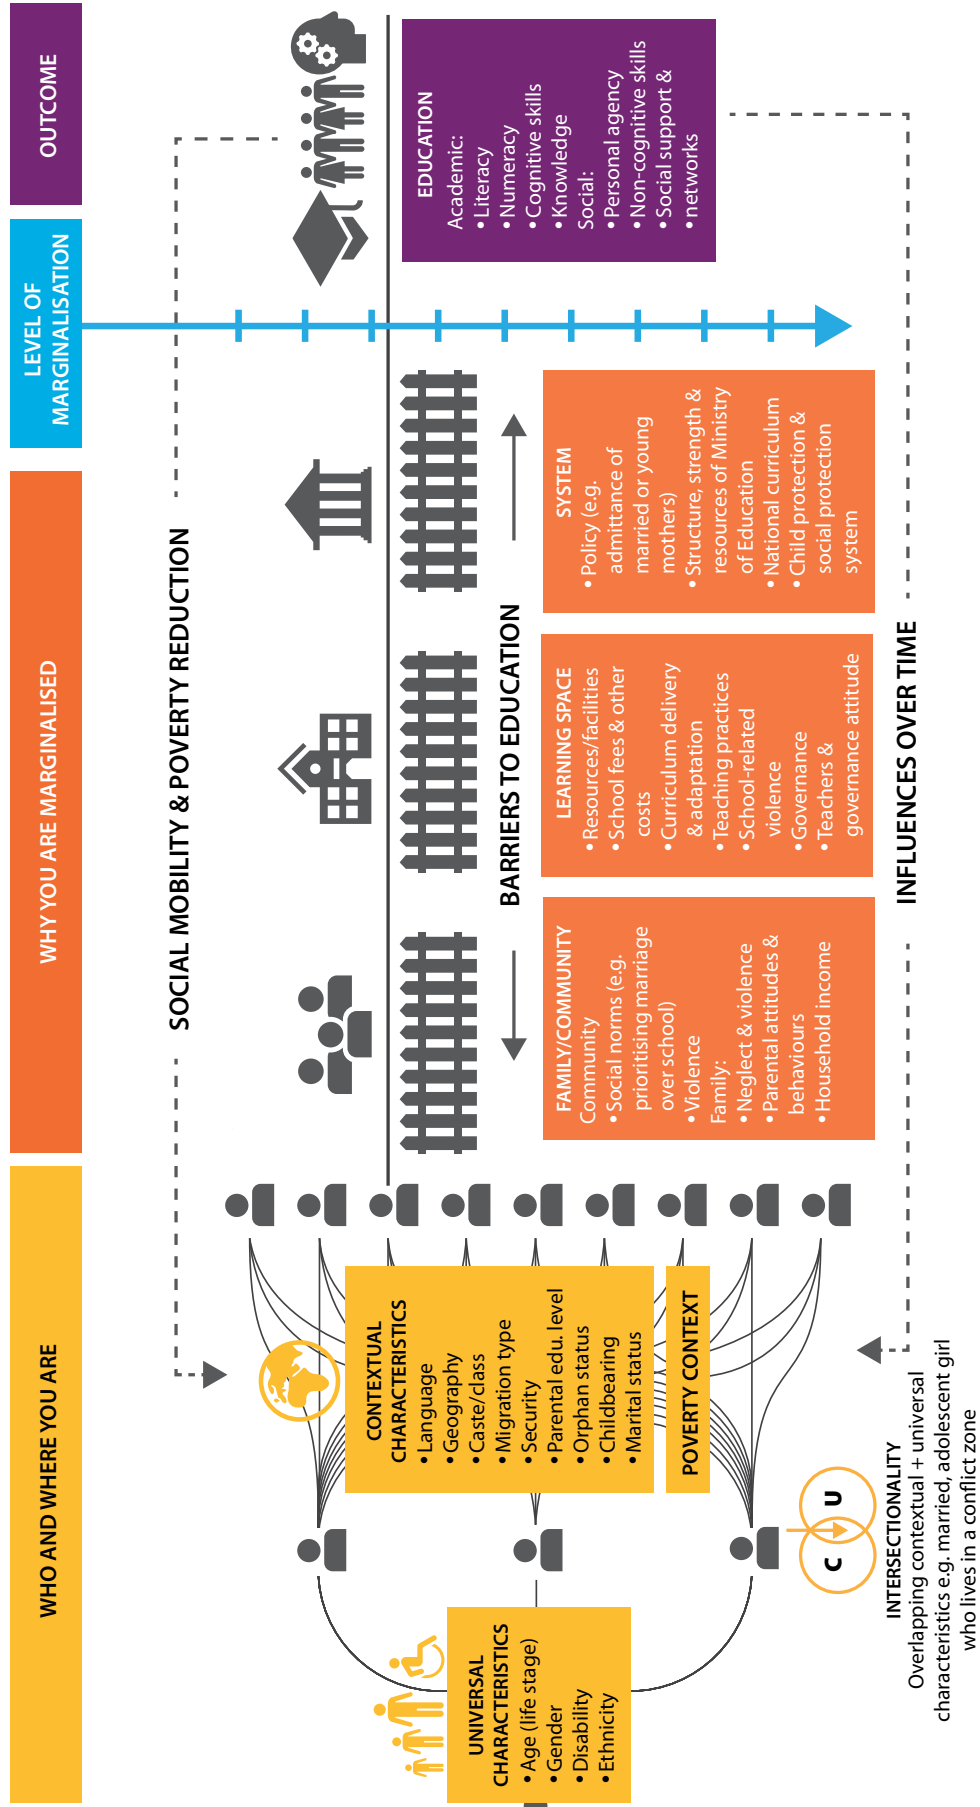 WHO AND WHERE YOU ARE
WHY YOU ARE MARGINALISED
LEVEL OF
MARGINALISATION
OUTCOME
SOCIAL MOBILITY & POVERTY REDUCTION
UNIVERSAL
CHARACTERISTICS
• Age (life stage)
• Gender
• Disability
• Ethnicity
CONTEXTUAL
CHARACTERISTICS
• Language
• Geography
• Caste/class
• Migration type
• Security
• Parental edu. level
• Orphan status
• Childbearing
• Marital status
POVERTY CONTEXT
C U
INTERSECTIONALITY
Overlapping contextual + universal
characteristics e.g. married, adolescent girl
who lives in a conflict zone
BARRIERS TO EDUCATION
FAMILY/COMMUNITY
Community
• Social norms (e.g.
prioritising marriage
over school)
• Violence
Family:
• Neglect & violence
• Parental attitudes &
behaviours
• Household income
LEARNING SPACE
• Resources/facilities
• School fees & other
costs
• Curriculum delivery
& adaptation
• Teaching practices
• School-related
violence
• Governance
• Teachers &
governance attitude
SYSTEM
• Policy (e.g.
admittance of
married or young
mothers)
• Structure, strength &
resources of Ministry
of Education
• National curriculum
• Child protection &
social protection
system
EDUCATION
Academic:
• Literacy
• Numeracy
• Cognitive skills
• Knowledge
Social:
• Personal agency
• Non-cognitive skills
• Social support &
• networks
INFLUENCES OVER TIME